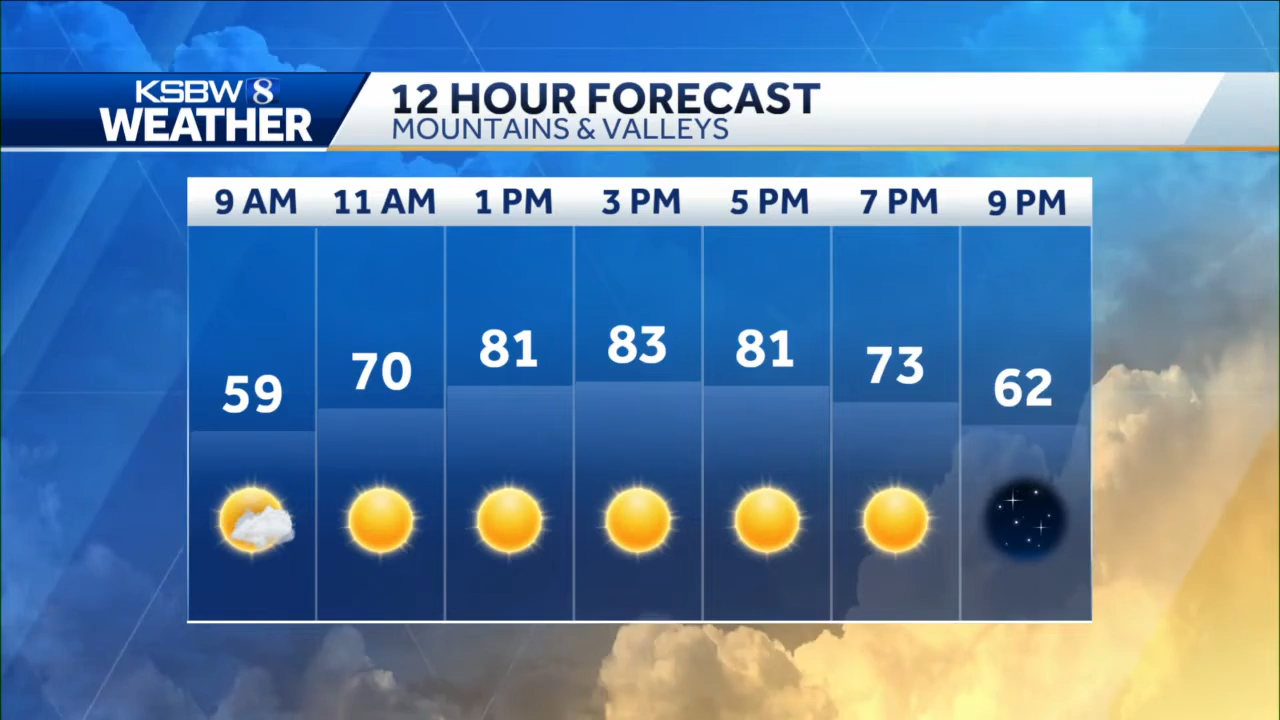 KSBW 8
WEATHER
12 HOUR FORECAST
MOUNTAINS & VALLEYS
9 AM 11 AM 1 PM 3 PM 5 PM 7 PM 9 PM
59 70 81 83 81 73 62